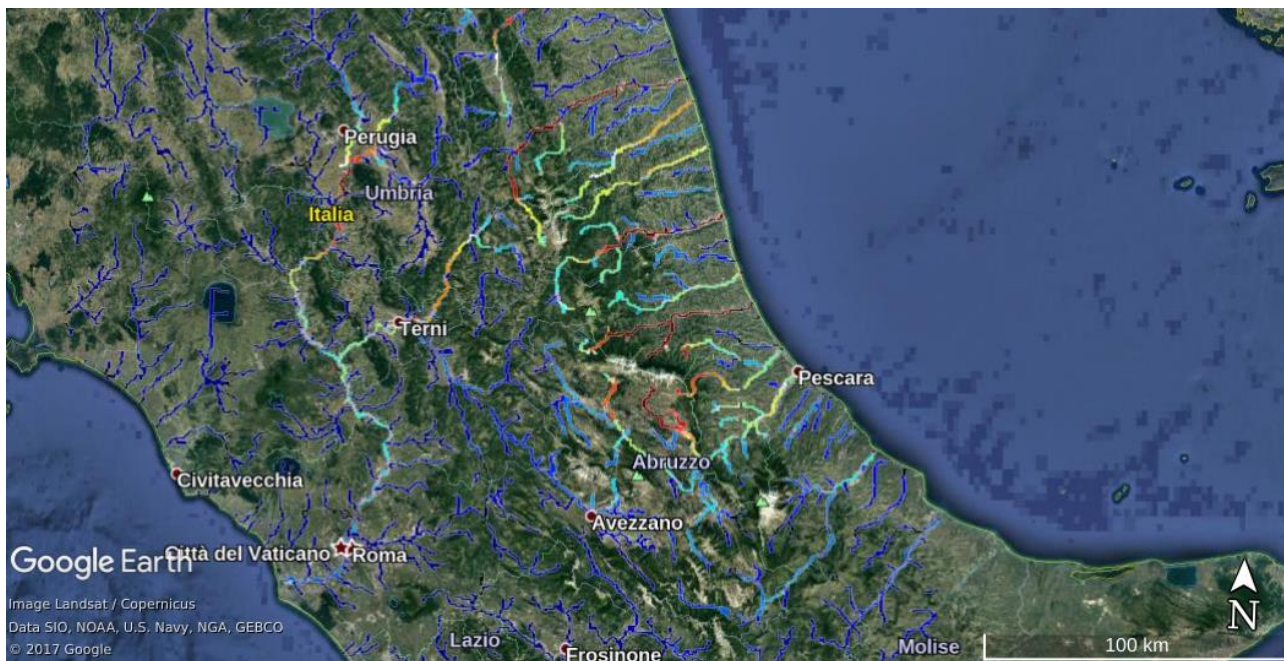 Perugia
Umbria
Italia
Terni
Pescara
Abruzzo
Civitavecchia
Avezzano
Città del Vaticano
Roma
Google Earth
Image Landsat / Copernicus
Data SIO, NOAA, U.S. Navy, NGA, GEBCO
© 2017 Google
Lazio
Frosinone
Molise
100 km
N